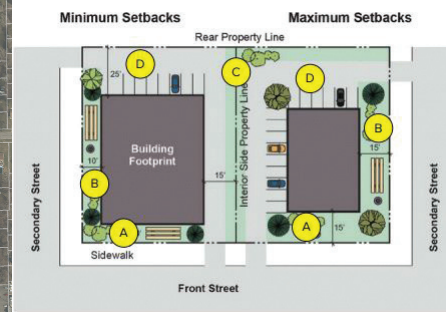 Minimum Setbacks
Maximum Setbacks
Rear Property Line
D
C
D
25'
Interior Side Property Line
Building
Footprint
B
15'
10'
15'
B
A
A
15'
Sidewalk
Secondary Street
Secondary Street
Front Street